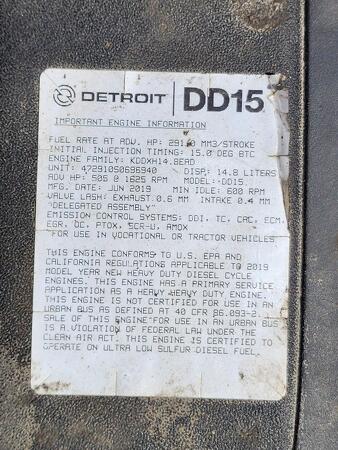 DETROIT DD15
IMPORTANT ENGINE INFORMATION
FUEL RATE AT ADV. HP: 291.0 MM3/STROKE
INITIAL INJECTION TIMING: 15.0 DEG BTC
ENGINE FAMILY: KDDXH14.8EAD
UNIT: 472910S0696940 DISP: 14.8 LITERS
ADV HP: 505 @ 1625 RPM MODEL: DD15.
MFG. DATE: JUN 2019 MIN IDLE: 600 RPM
VALVE LASH: EXHAUST 0.6 MM INTAKE 0.4 MM
"DELEGATED ASSEMBLY"
EMISSION CONTROL SYSTEMS: DDI, TC, CAC, ECM,
EGR, OC, PTOX, SCR-U, AMOX
"FOR USE IN VOCATIONAL OR TRACTOR VEHICLES
THIS ENGINE CONFORMS TO U.S. EPA AND
CALIFORNIA REGULATIONS APPLICABLE TO 2019
MODEL YEAR NEW HEAVY DUTY DIESEL CYCLE
ENGINES. THIS ENGINE HAS A PRIMARY SERVICE
APPLICATION AS A HEAVY HEAVY DUTY ENGINE.
THIS ENGINE IS NOT CERTIFIED FOR USE IN AN
URBAN BUS AS DEFINED AT 40 CFR 86.093-2.
SALE OF THIS ENGINE FOR USE IN AN URBAN BUS
IS A VIOLATION OF FEDERAL LAW UNDER THE
CLEAN AIR ACT. THIS ENGINE IS CERTIFIED TO
OPERATE ON ULTRA LOW SULFUR DIESEL FUEL.